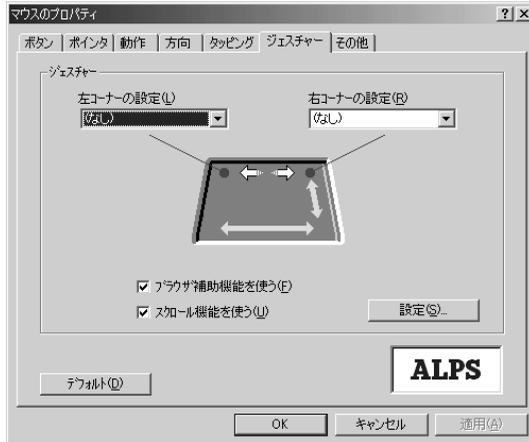 マウスのプロパティ
? x
ボタン ポインタ 動作 方向 タッピング ジェスチャー その他
ジェスチャー
左コーナーの設定(L) 右コーナーの設定(R)
(なし) (なし)
ブラウザ補助機能を使う(F)
スクロール機能を使う(U) 設定(S)...
デフォルト(D) ALPS
OK キャンセル 適用(A)